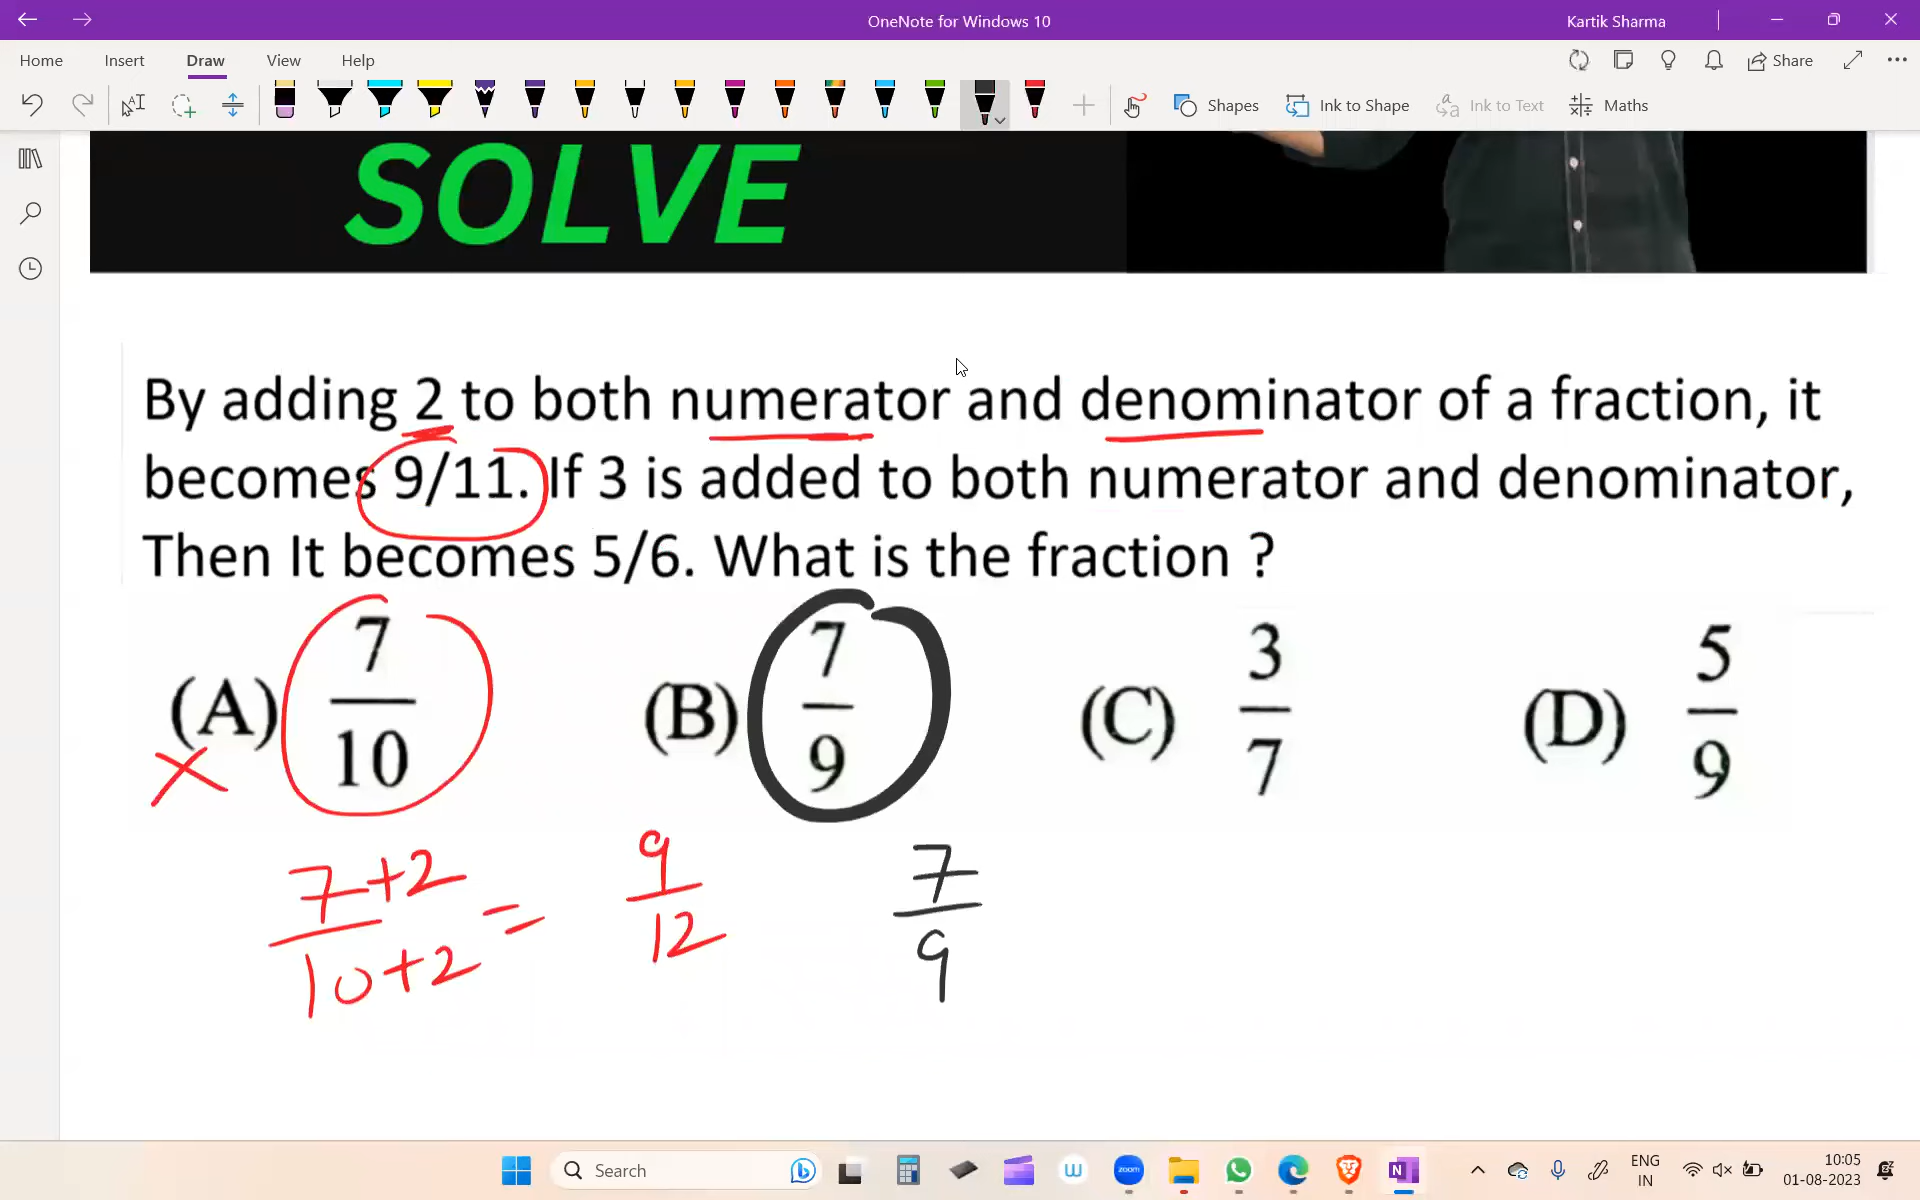 OneNote for Windows 10
Kartik Sharma
Home Insert Draw View Help
Share
Shapes Ink to Shape Ink to Text Maths
SOLVE
By adding 2 to both numerator and denominator of a fraction, it
becomes 9/11. If 3 is added to both numerator and denominator,
Then It becomes 5/6. What is the fraction ?
(A) 7/10 (B) 7/9 (C) 3/7 (D) 5/9
×
7+2/10+2 = 9/12 7/9
Search
zoom
ENG
IN
10:05
01-08-2023